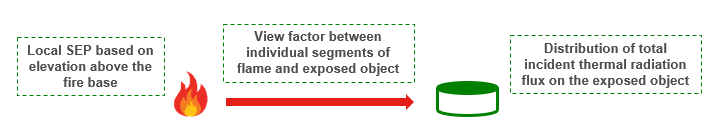 Local SEP based on
elevation above the
fire base
View factor between
individual segments of
flame and exposed object
Distribution of total
incident thermal radiation
flux on the exposed object